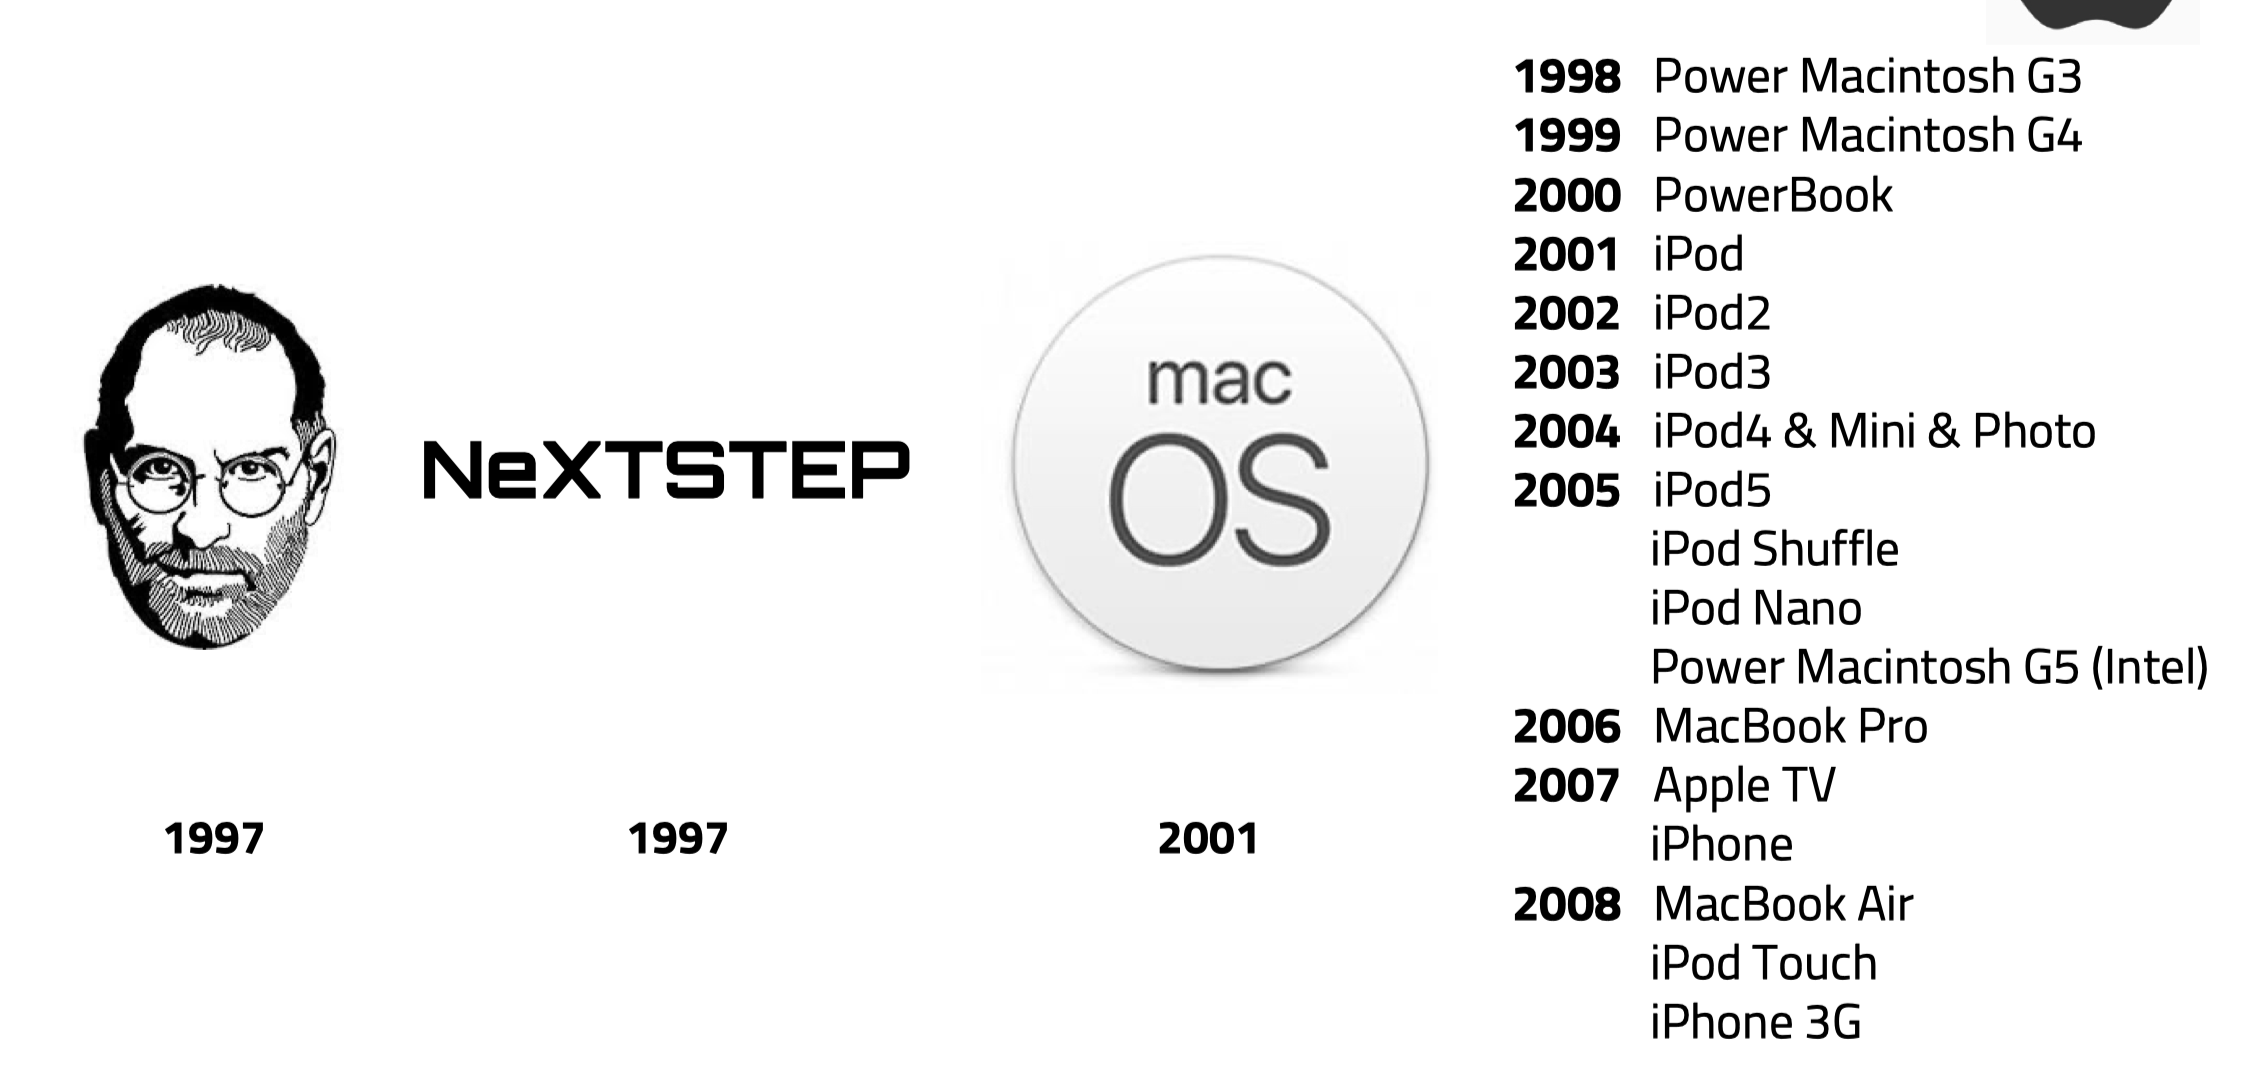 NeXTSTEP
mac
OS
1997
1997
2001
1998 Power Macintosh G3
1999 Power Macintosh G4
2000 PowerBook
2001 iPod
2002 iPod2
2003 iPod3
2004 iPod4 & Mini & Photo
2005 iPod5
iPod Shuffle
iPod Nano
Power Macintosh G5 (Intel)
2006 MacBook Pro
2007 Apple TV
iPhone
2008 MacBook Air
iPod Touch
iPhone 3G